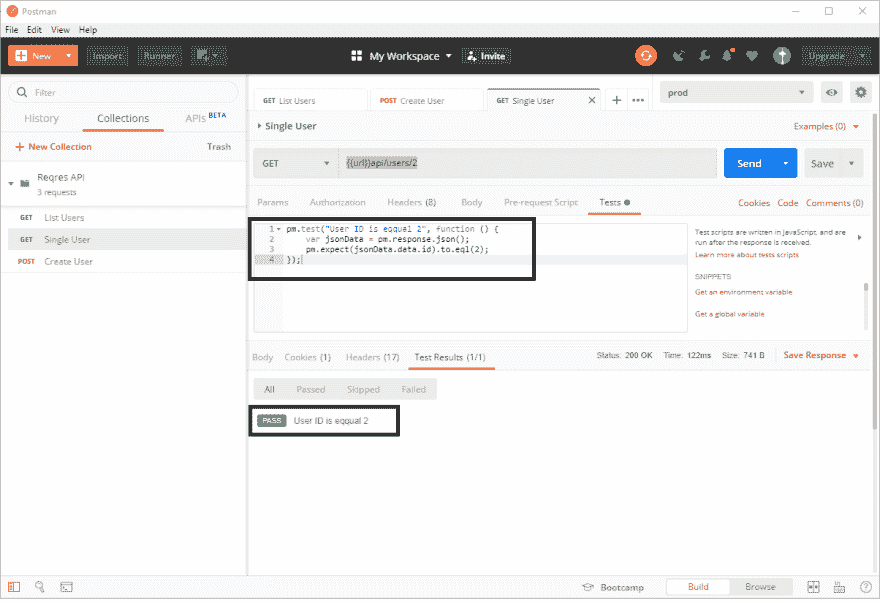 Postman
File Edit View Help
New Import Runner My Workspace Invite Upgrade
Filter
History Collections APIs BETA
New Collection Trash
Reqres API
3 requests
GET List Users
GET Single User
POST Create User
GET List Users POST Create User GET Single User prod
Single User Examples (0)
GET {{url}}api/users/2 Send Save
Params Authorization Headers (8) Body Pre-request Script Tests Cookies Code Comments (0)
1 pm.test("User ID is eqqual 2", function () {
2 var jsonData = pm.response.json();
3 pm.expect(jsonData.data.id).to.eql(2);
4 });
Test scripts are written in JavaScript, and are
run after the response is received.
Learn more about tests scripts
SNIPPETS
Get an environment variable
Get a global variable
Body Cookies (1) Headers (17) Test Results (1/1) Status: 200 OK Time: 122ms Size: 741 B Save Response
All Passed Skipped Failed
PASS User ID is eqqual 2
Bootcamp Build Browse